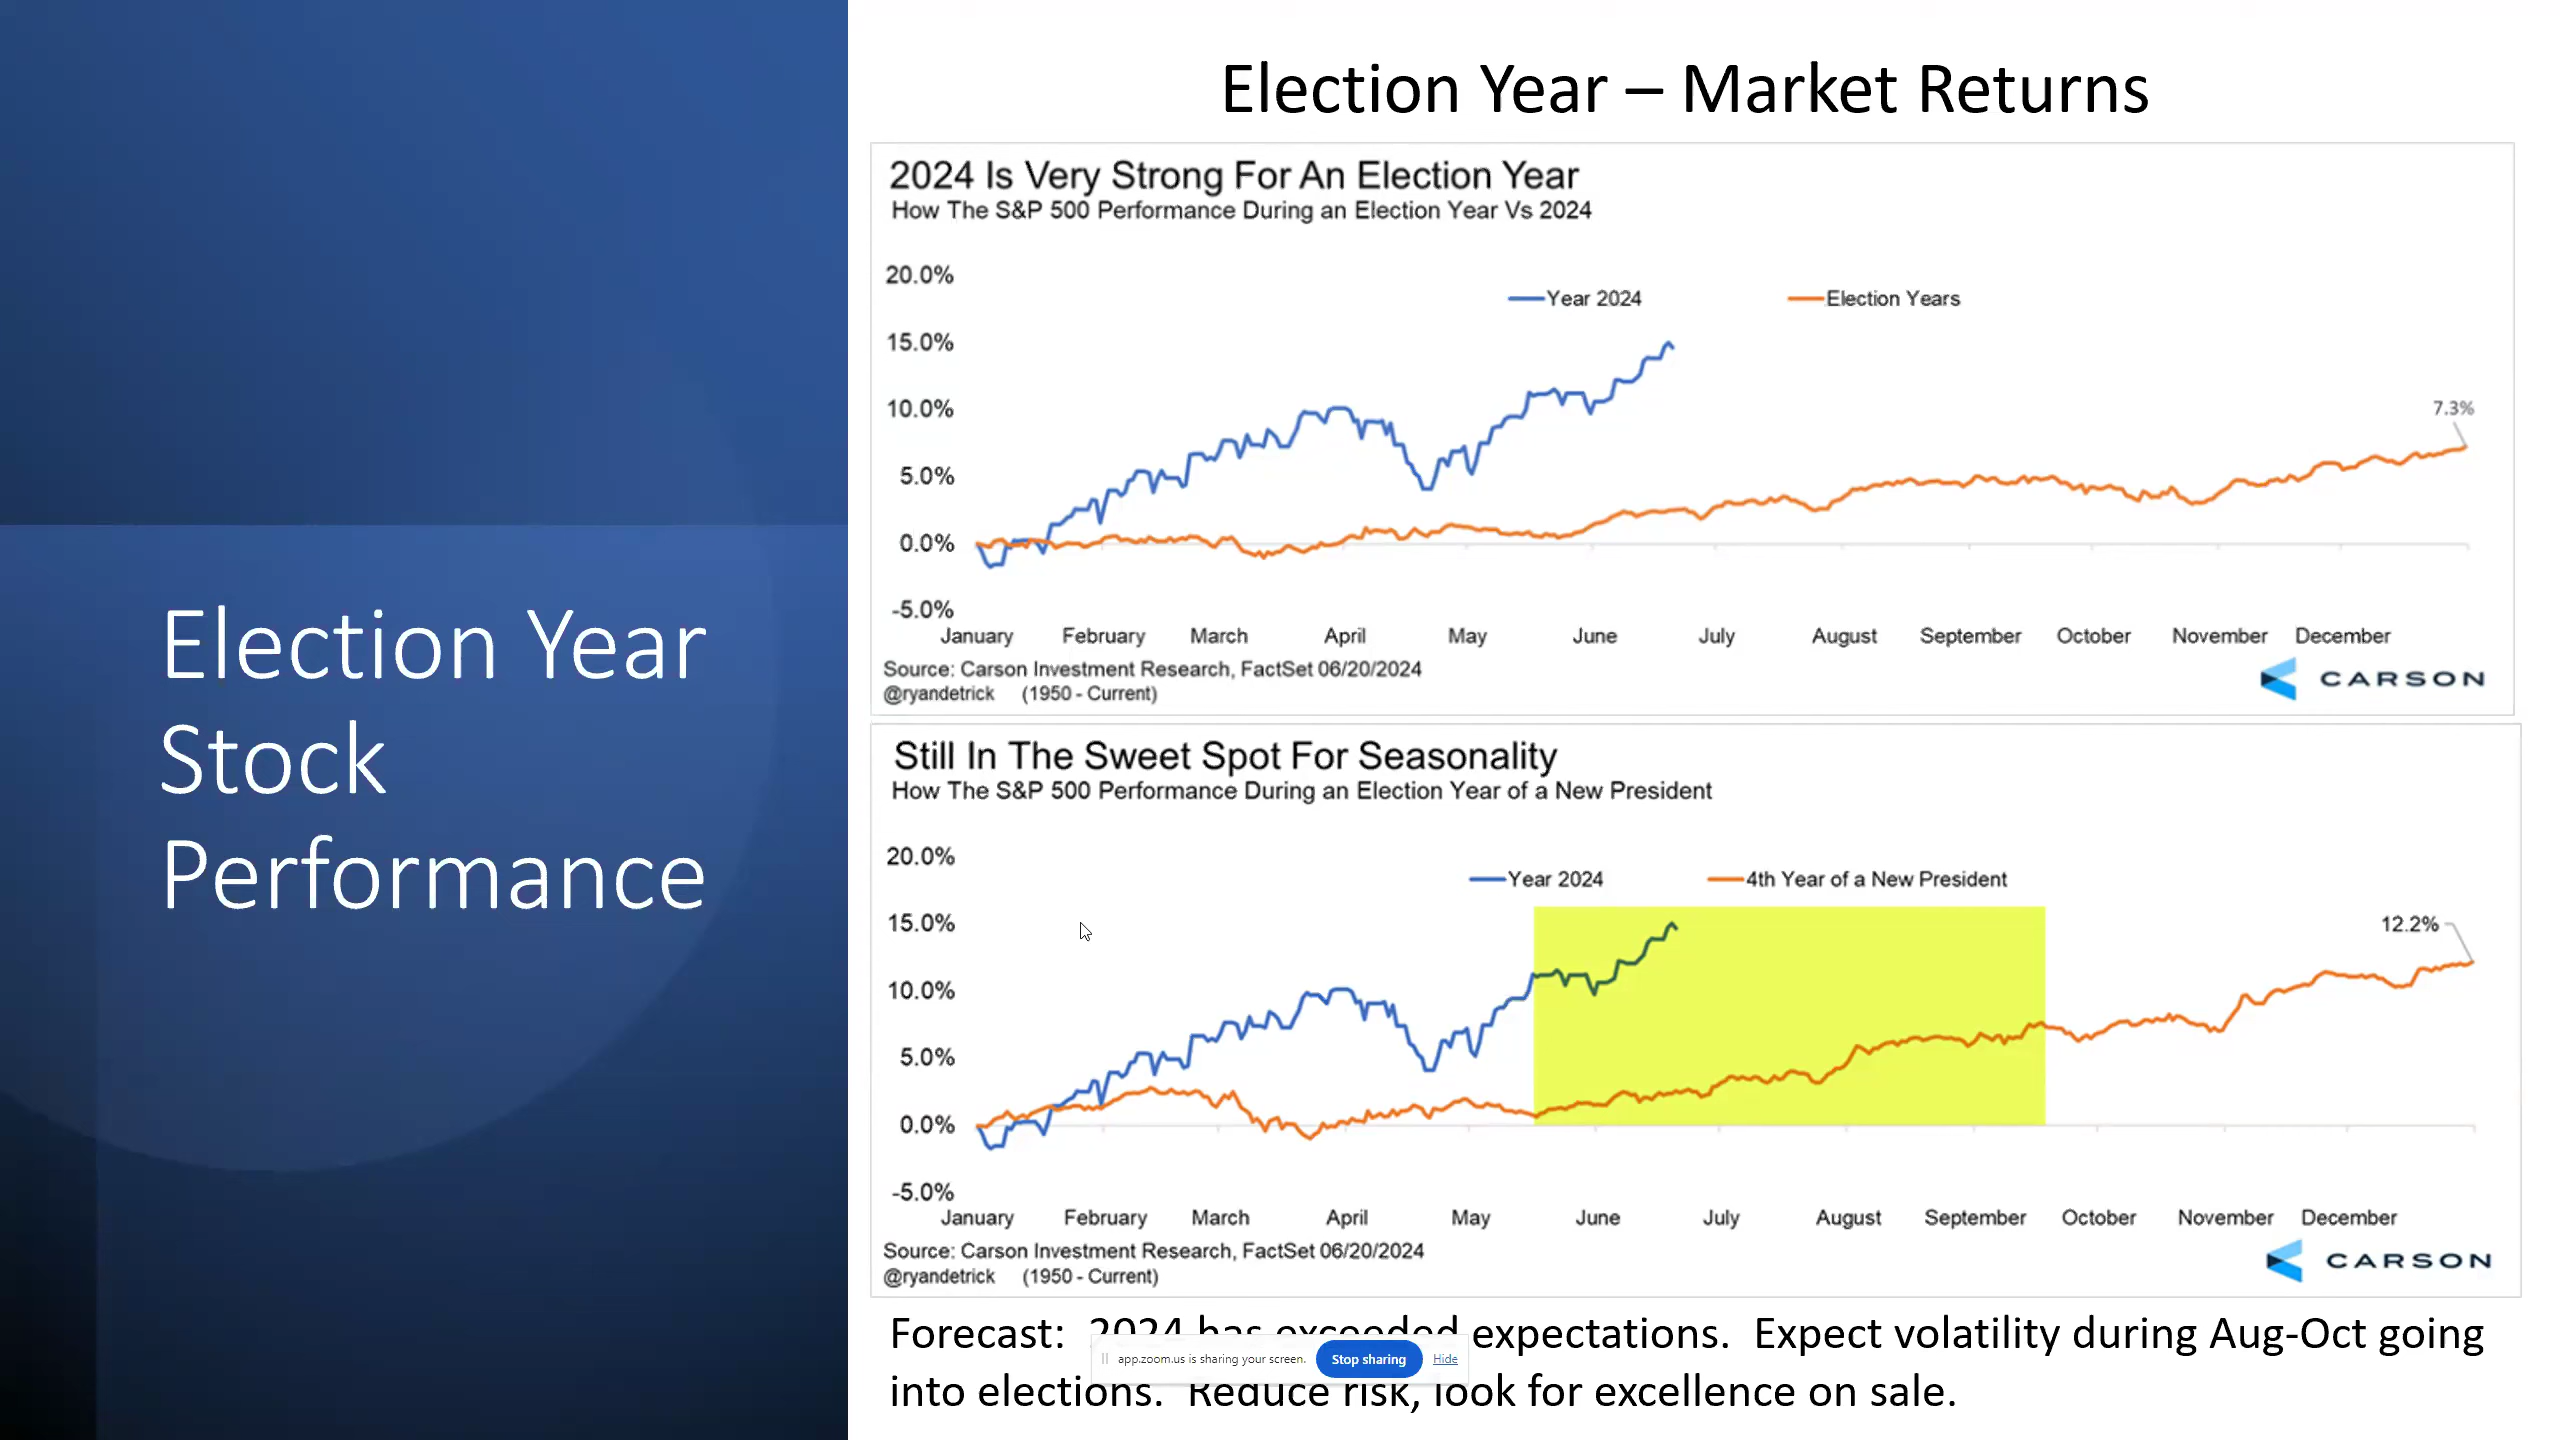 Election Year
Stock
Performance
Election Year – Market Returns
2024 Is Very Strong For An Election Year
How The S&P 500 Performance During an Election Year Vs 2024
20.0%
Year 2024 Election Years
15.0%
10.0%
7.3%
5.0%
0.0%
-5.0%
January February March April May June July August September October November December
Source: Carson Investment Research, FactSet 06/20/2024
@ryandetrick (1950 - Current)
CARSON
Still In The Sweet Spot For Seasonality
How The S&P 500 Performance During an Election Year of a New President
20.0%
Year 2024 4th Year of a New President
15.0%
12.2%
10.0%
5.0%
0.0%
-5.0%
January February March April May June July August September October November December
Source: Carson Investment Research, FactSet 06/20/2024
@ryandetrick (1950 - Current)
CARSON
Forecast: 2024 has exceeded expectations. Expect volatility during Aug-Oct going
app.zoom.us is sharing your screen. Stop sharing Hide
into elections. Reduce risk, look for excellence on sale.